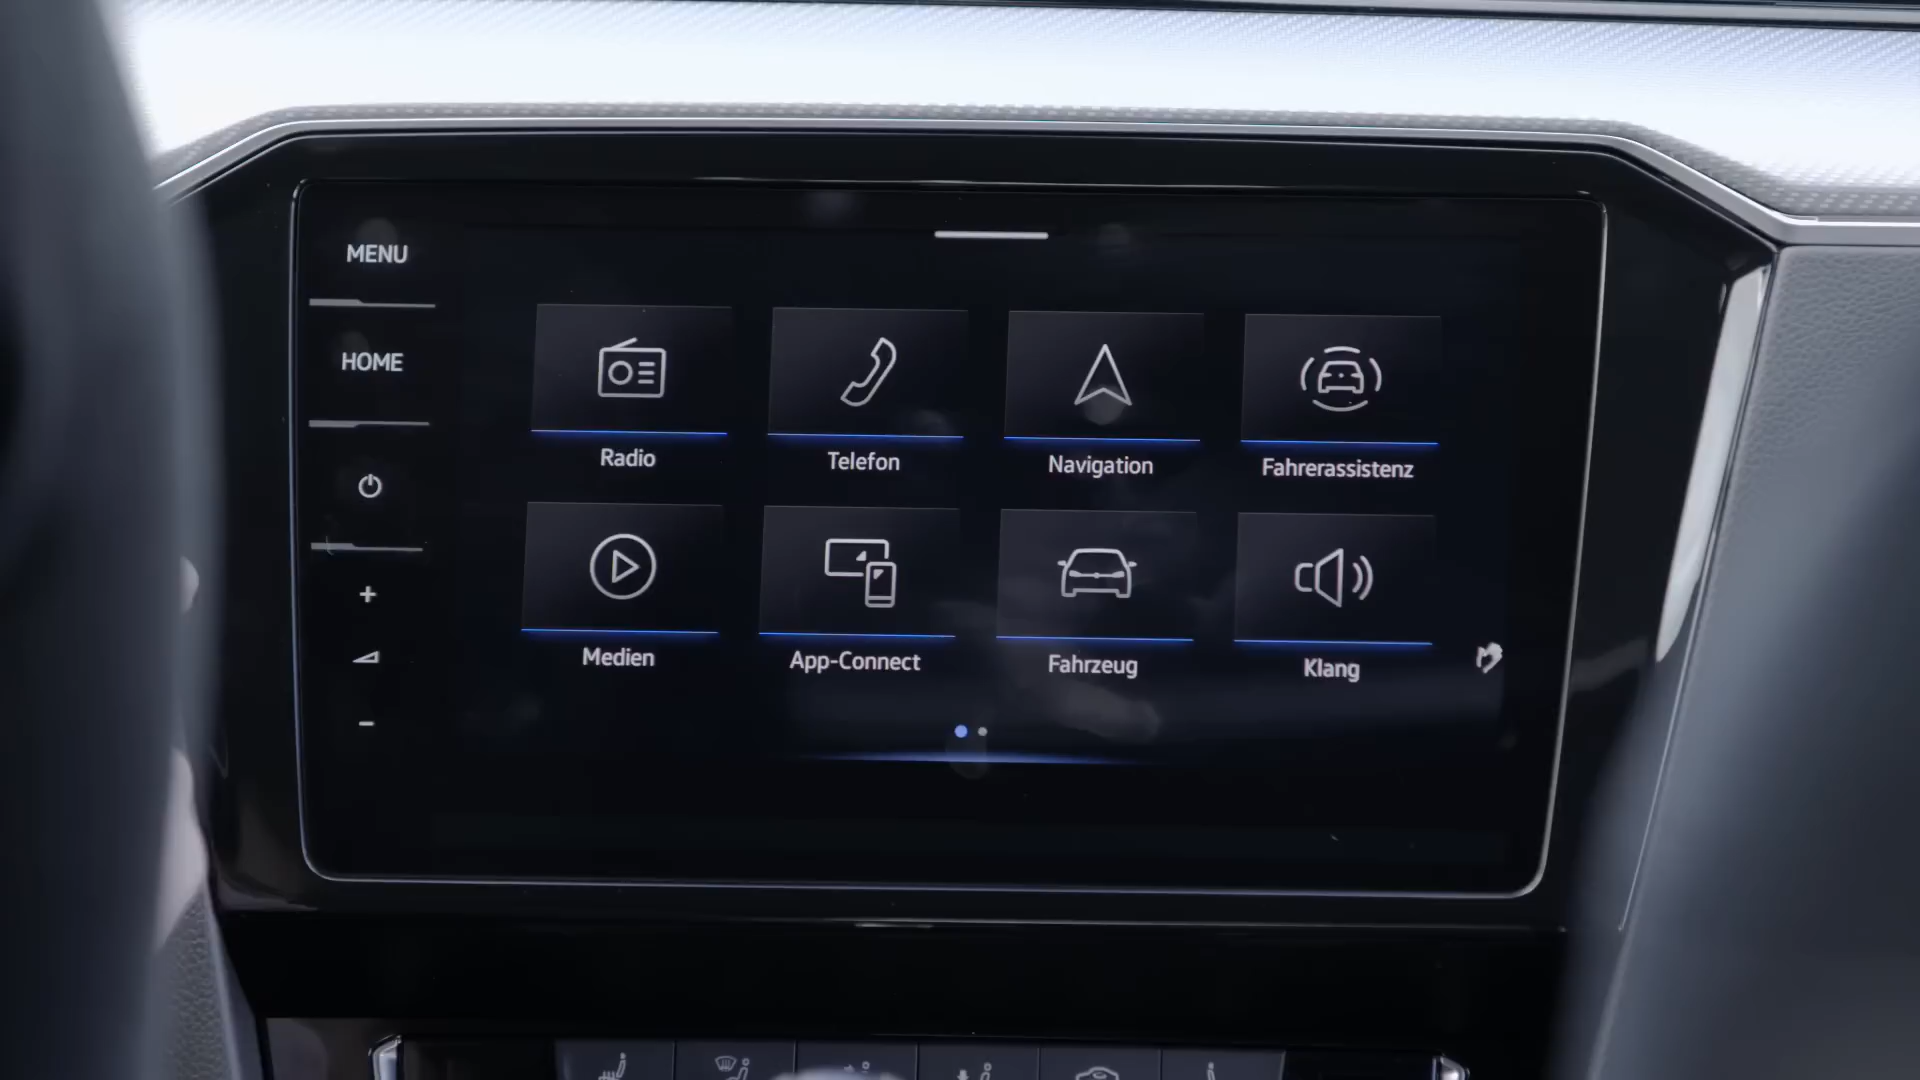 MENU
HOME
+
-
Radio
Telefon
Navigation
Fahrerassistenz
Medien
App-Connect
Fahrzeug
Klang